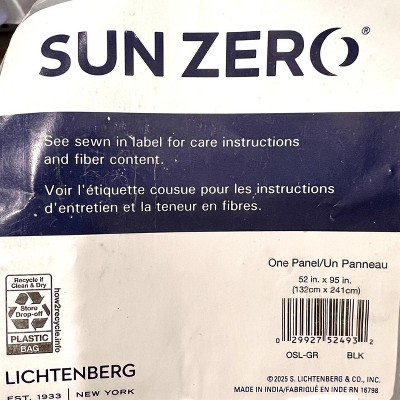 SUN ZERO®
See sewn in label for care instructions
and fiber content.
Voir l'étiquette cousue pour les instructions
d'entretien et la teneur en fibres.
One Panel/Un Panneau
52 in. x 95 in.
(132cm x 241cm)
0 29927 52493 2
OSL-GR BLK
Recycle if
Clean & Dry
Store
Drop-off
PLASTIC
BAG
how2recycle.info
LICHTENBERG
EST. 1933 | NEW YORK
©2025 S. LICHTENBERG & CO., INC.
MADE IN INDIA/FABRIQUÉ EN INDE RN 16798